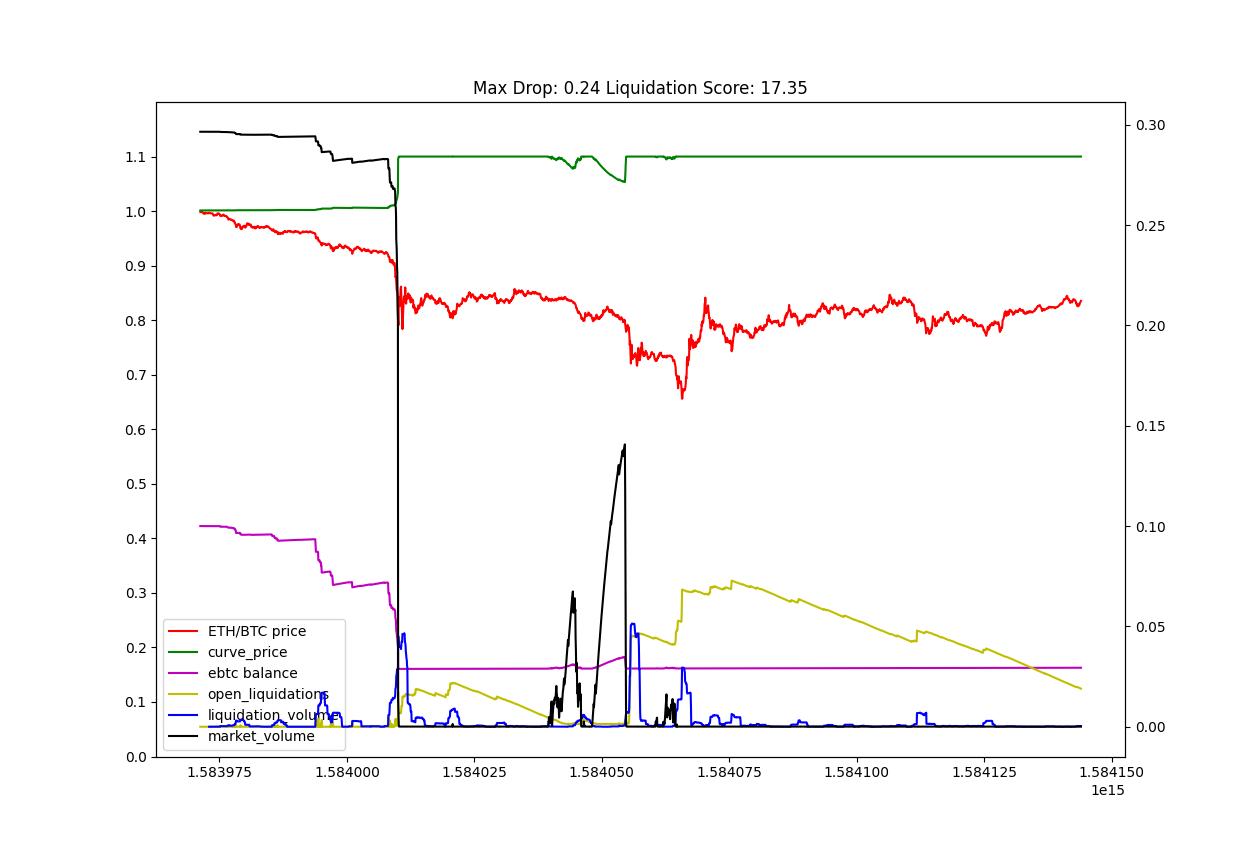 Max Drop: 0.24 Liquidation Score: 17.35
1.1
1.0
0.9
0.8
0.7
0.6
0.5
0.4
0.3
0.2
0.1
0.0
0.30
0.25
0.20
0.15
0.10
0.05
0.00
ETH/BTC price
curve_price
ebtc balance
open_liquidations
liquidation_volume
market_volume
1.583975 1.584000 1.584025 1.584050 1.584075 1.584100 1.584125 1.584150
1e15